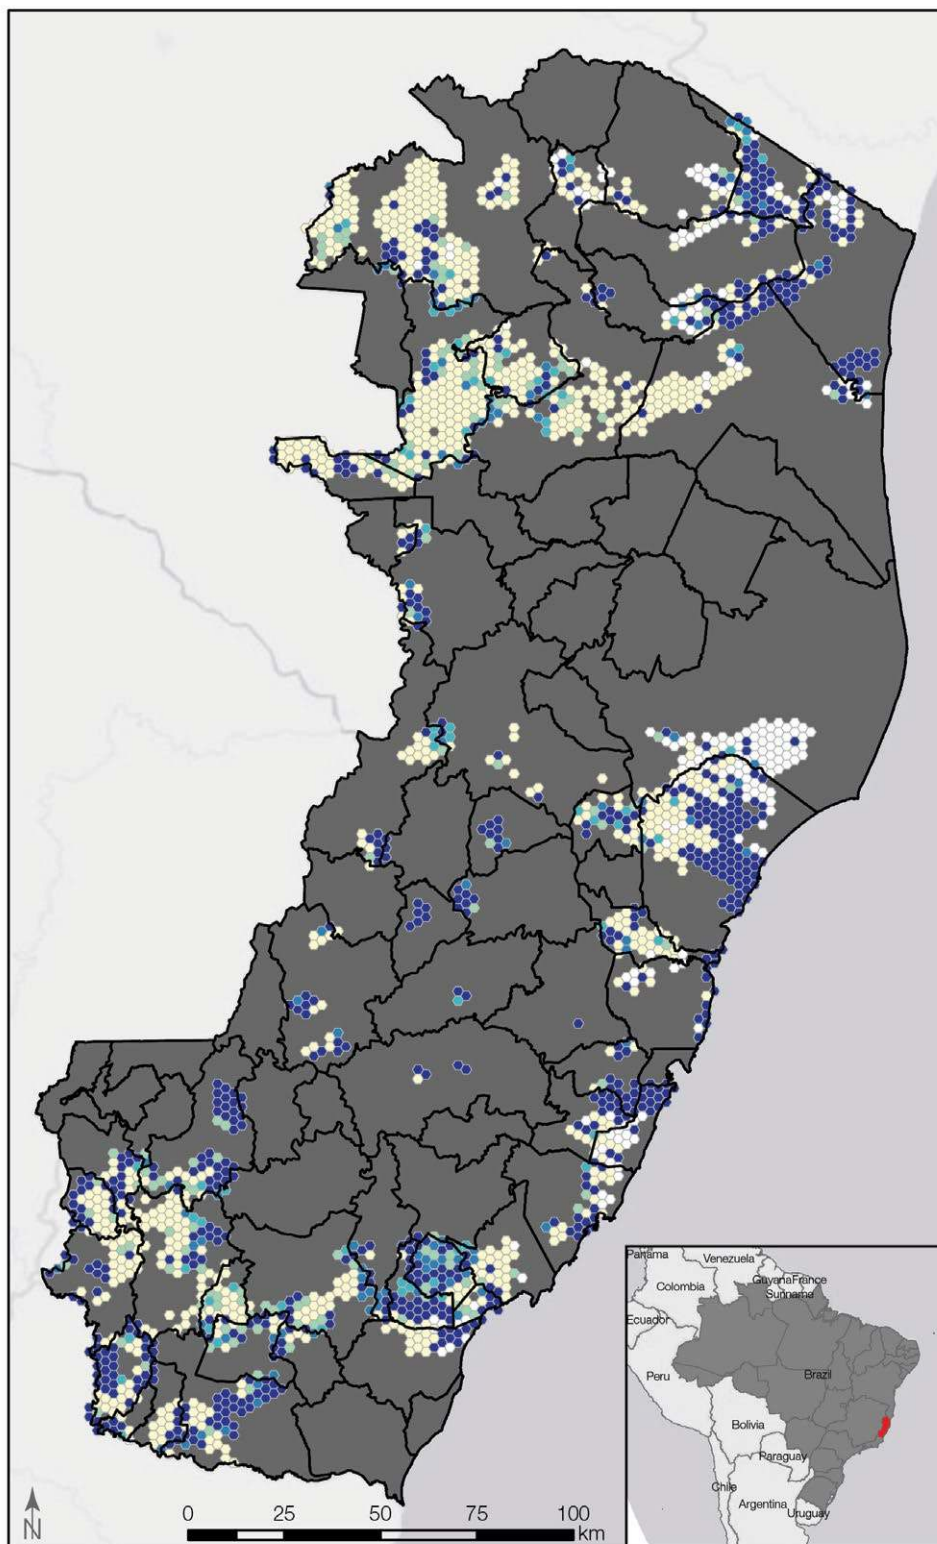 Panama
Venezuela
Colombia
Guyana
France
Suriname
Ecuador
Brazil
Peru
Bolivia
Paraguay
Chile
Argentina
Uruguay
N
0 25 50 75 100
km